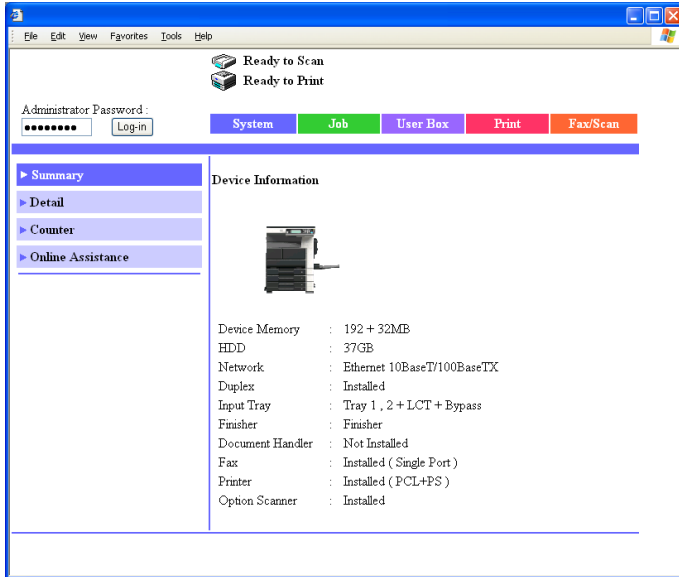 File Edit View Favorites Tools Help
Ready to Scan
Ready to Print
Administrator Password :
Log-in
System Job User Box Print Fax/Scan
Summary
Detail
Counter
Online Assistance
Device Information
Device Memory : 192 + 32MB
HDD : 37GB
Network : Ethernet 10BaseT/100BaseTX
Duplex : Installed
Input Tray : Tray 1 , 2 + LCT + Bypass
Finisher : Finisher
Document Handler : Not Installed
Fax : Installed ( Single Port )
Printer : Installed ( PCL+PS )
Option Scanner : Installed